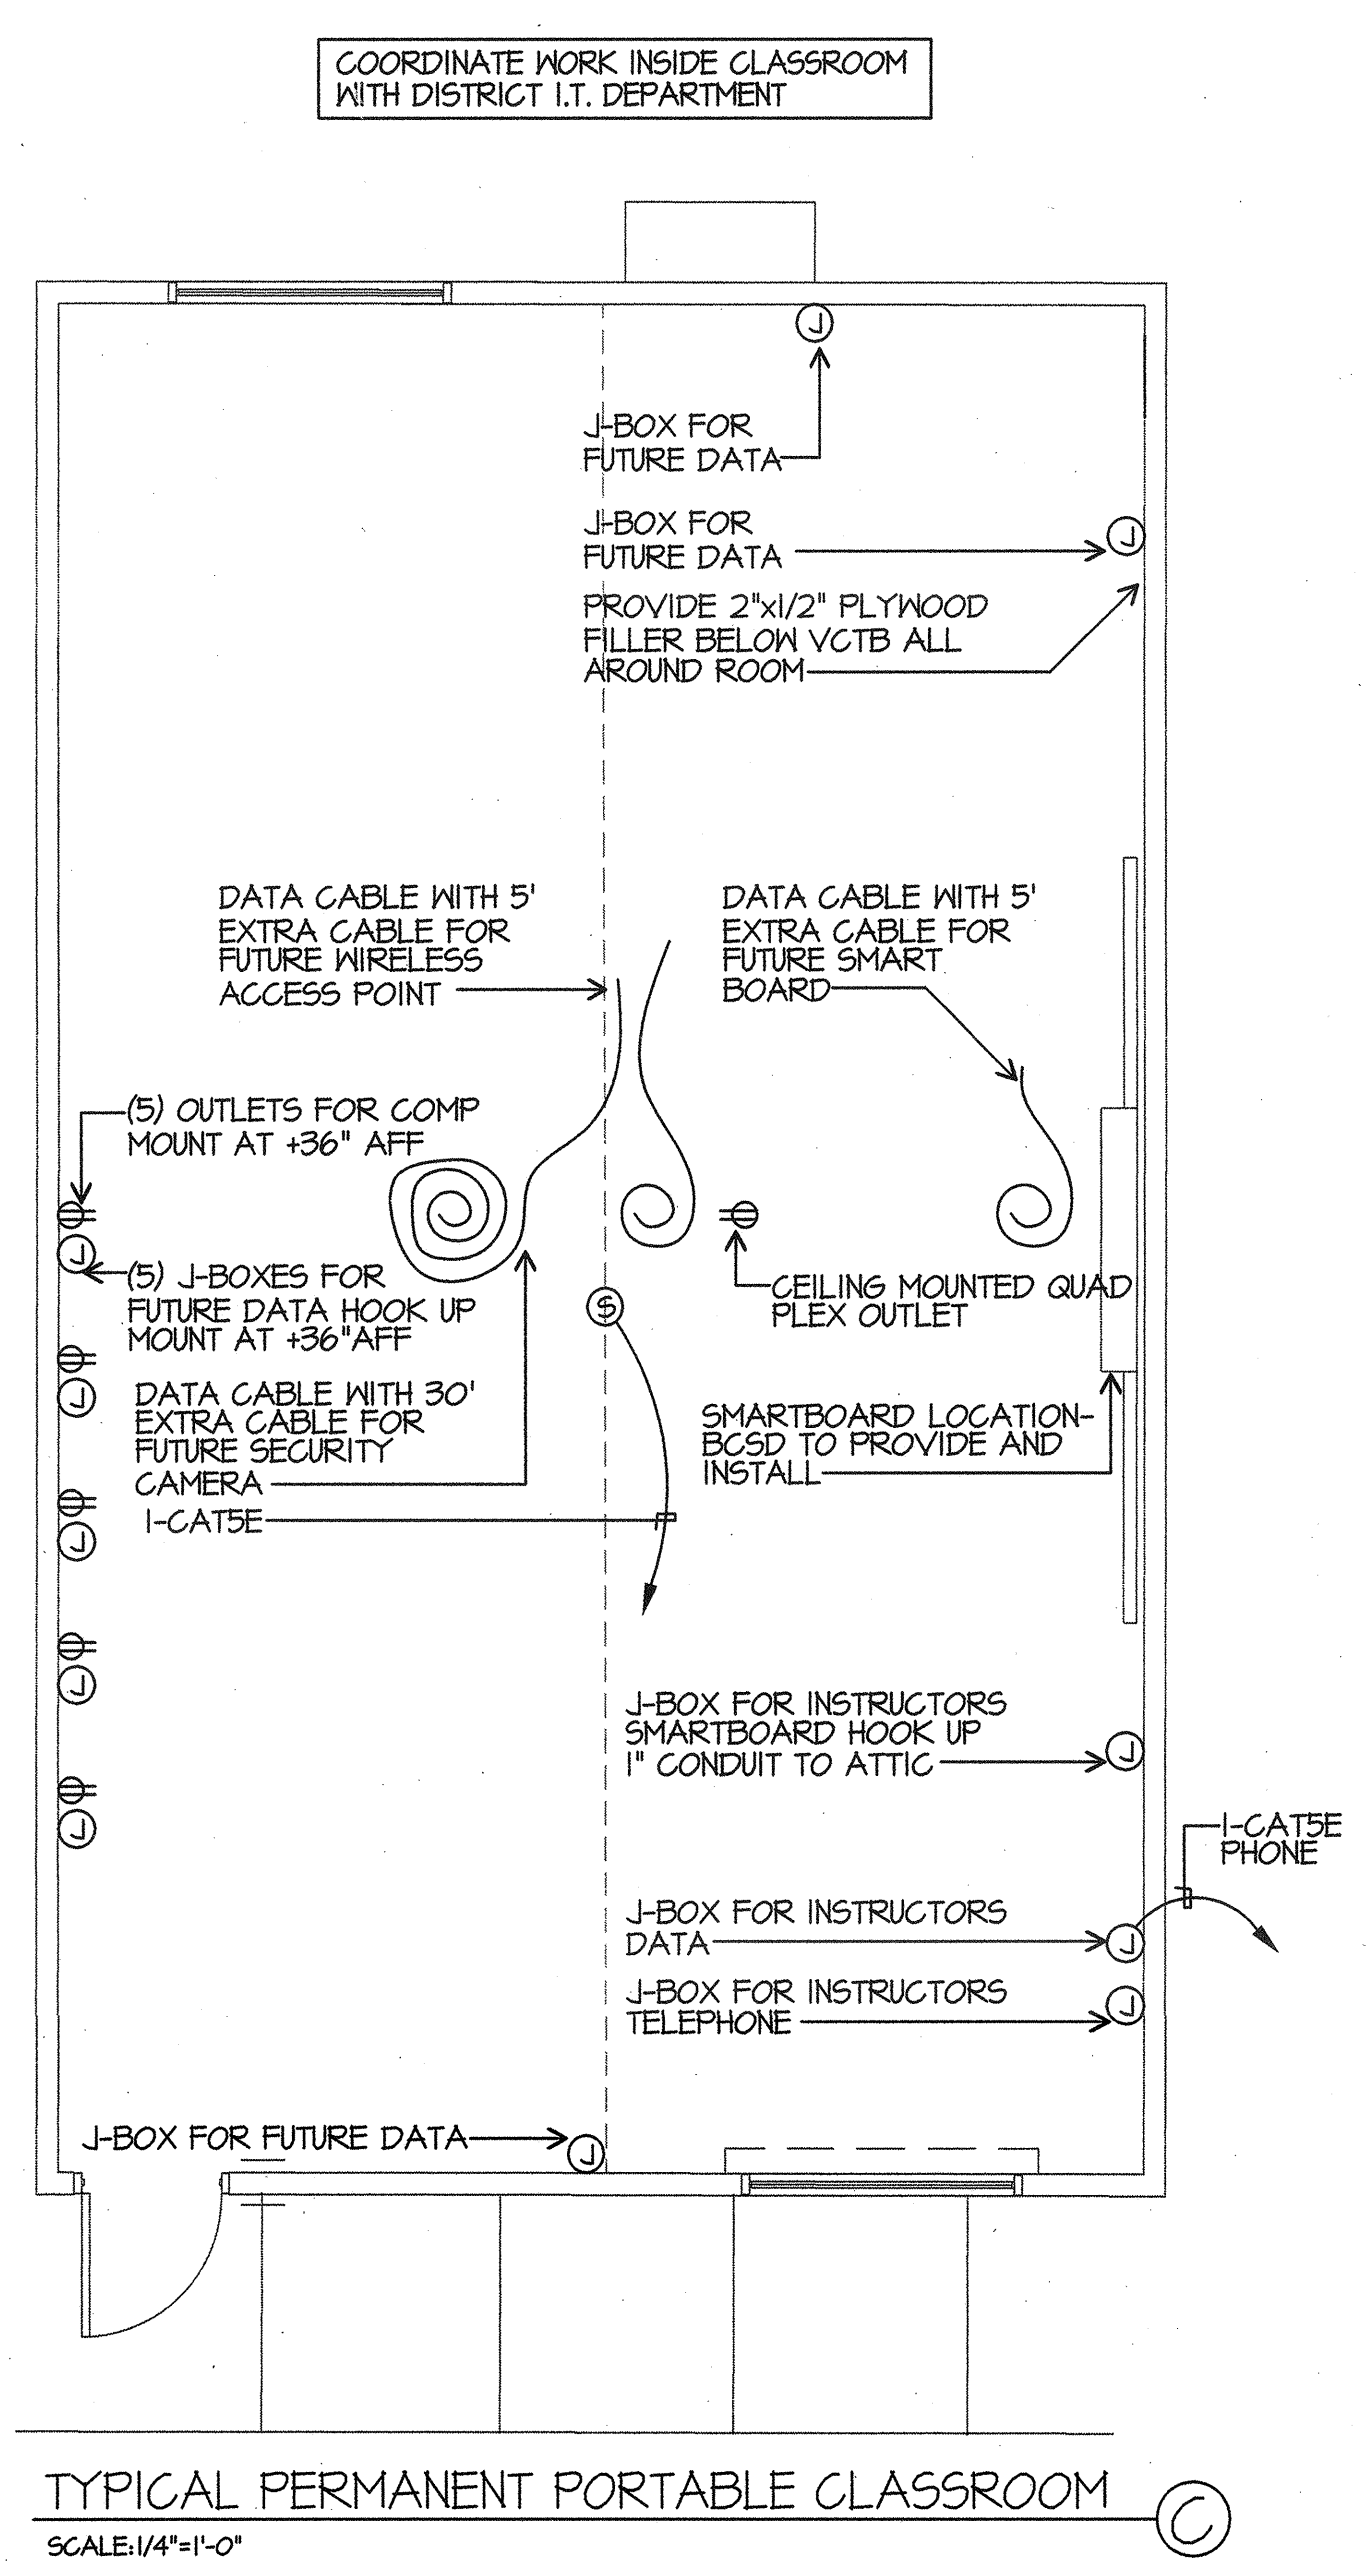 COORDINATE WORK INSIDE CLASSROOM
WITH DISTRICT I.T. DEPARTMENT
J
J-BOX FOR
FUTURE DATA
J-BOX FOR
FUTURE DATA
J
PROVIDE 2"x1/2" PLYWOOD
FILLER BELOW VCTB ALL
AROUND ROOM
DATA CABLE WITH 5'
EXTRA CABLE FOR
FUTURE WIRELESS
ACCESS POINT
DATA CABLE WITH 5'
EXTRA CABLE FOR
FUTURE SMART
BOARD
(5) OUTLETS FOR COMP
MOUNT AT +36" AFF
J
(5) J-BOXES FOR
FUTURE DATA HOOK UP
MOUNT AT +36"AFF
CEILING MOUNTED QUAD
PLEX OUTLET
S
J
DATA CABLE WITH 30'
EXTRA CABLE FOR
FUTURE SECURITY
CAMERA
SMARTBOARD LOCATION-
BCSD TO PROVIDE AND
INSTALL
1-CAT5E
J
J
J-BOX FOR INSTRUCTORS
SMARTBOARD HOOK UP
1" CONDUIT TO ATTIC
J
J
1-CAT5E
PHONE
J-BOX FOR INSTRUCTORS
DATA
J
J-BOX FOR INSTRUCTORS
TELEPHONE
J
J-BOX FOR FUTURE DATA
J
TYPICAL PERMANENT PORTABLE CLASSROOM
C
SCALE:1/4"=1'-0"